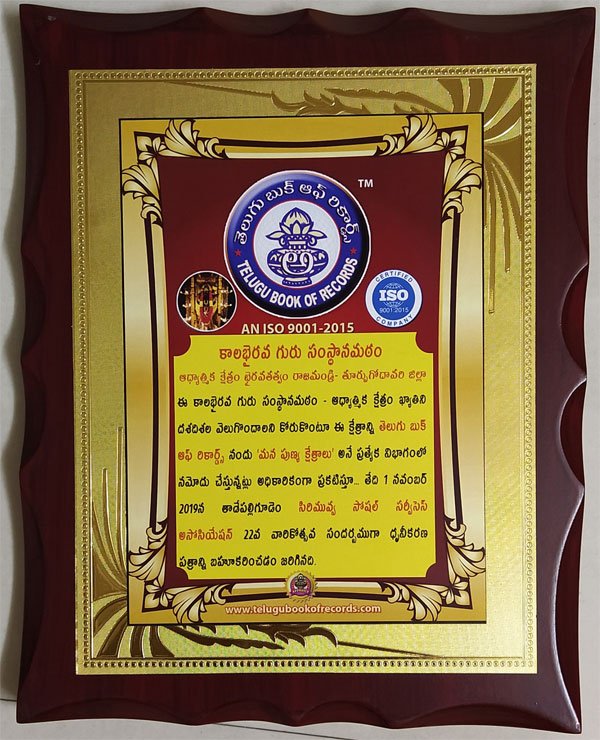 తెలుగు బుక్ ఆఫ్ రికార్డ్స్
TM
TELUGU BOOK OF RECORDS
CERTIFIED
ISO
9001:2015
COMPANY
AN ISO 9001-2015
కాలభైరవ గురు సంస్థానమఠం
ఆధ్యాత్మిక క్షేత్రం భైరవతత్వం రాజమండ్రి- తూర్పుగోదావరి జిల్లా
ఈ కాలభైరవ గురు సంస్థానమఠం - ఆధ్యాత్మిక క్షేత్రం ఖ్యాతిని
దశదిశల వెలుగొందాలని కోరుకొంటూ ఈ క్షేత్రాన్ని తెలుగు బుక్
ఆఫ్ రికార్డ్స్ నందు 'మన పుణ్య క్షేత్రాలు' అనే ప్రత్యేక విభాగంలో
నమోదు చేస్తున్నట్లు అధికారికంగా ప్రకటిస్తూ... తేది 1 నవంబర్
2019న తాడేపల్లిగూడెం సిరిమువ్వ సోషల్ సర్వీసెస్
అసోసియేషన్ 22వ వారికోత్సవ సందర్భముగా ధృవీకరణ
పత్రాన్ని బహూకరించడం జరిగినది.
www.telugubookofrecords.com